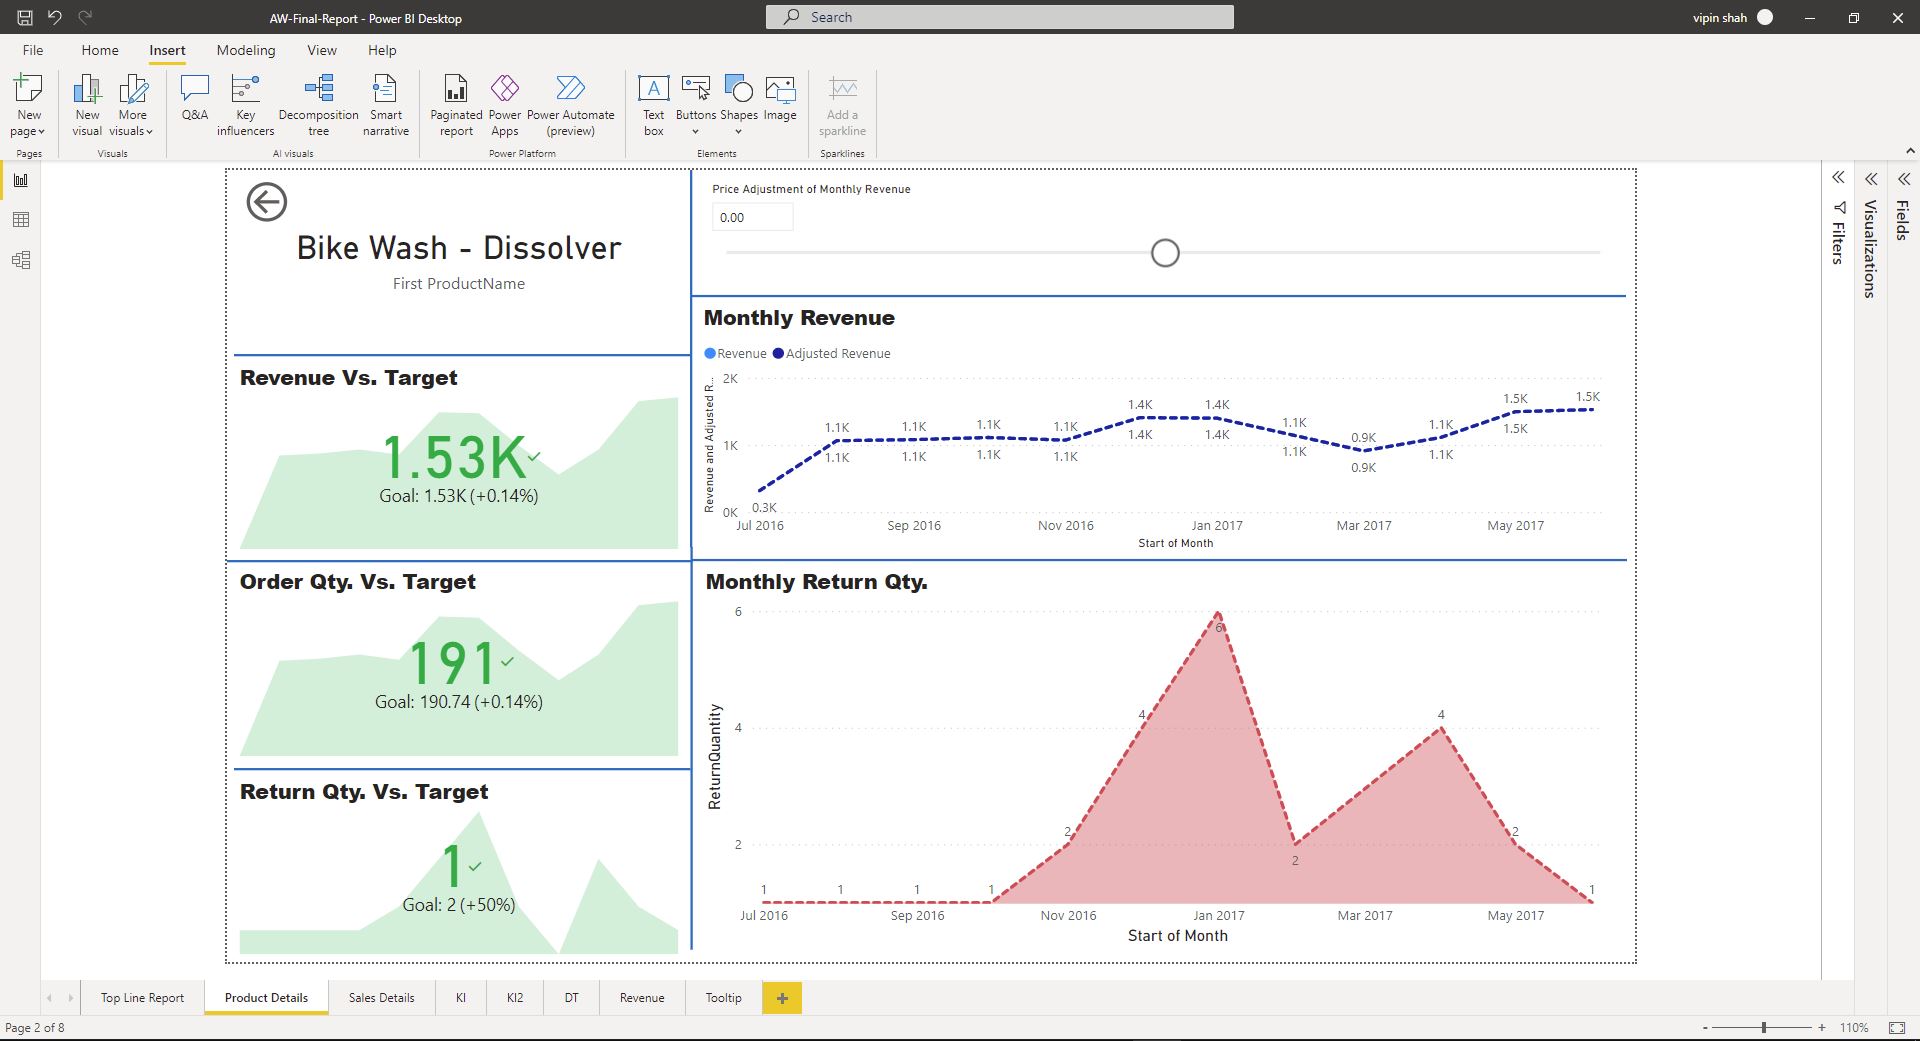 AW-Final-Report - Power BI Desktop
Search
vipin shah
File Home Insert Modeling View Help
New page
Pages
New visual
More visuals
Visuals
Q&A
Key influencers
Decomposition tree
Smart narrative
AI visuals
Paginated report
Power Apps
Power Automate (preview)
Power Platform
Text box
Buttons
Shapes
Image
Elements
Add a sparkline
Sparklines
Filters
Visualizations
Fields
Bike Wash - Dissolver
First ProductName
Price Adjustment of Monthly Revenue
0.00
Revenue Vs. Target
1.53K
Goal: 1.53K (+0.14%)
Order Qty. Vs. Target
191
Goal: 190.74 (+0.14%)
Return Qty. Vs. Target
1
Goal: 2 (+50%)
Monthly Revenue
Revenue Adjusted Revenue
Revenue and Adjusted R...
2K
1K
0K
0.3K
1.1K 1.1K 1.1K 1.1K 1.4K 1.4K 1.1K 0.9K 1.1K 1.5K 1.5K
1.1K 1.1K 1.1K 1.1K 1.4K 1.4K 1.1K 0.9K 1.1K 1.5K
Jul 2016 Sep 2016 Nov 2016 Jan 2017 Mar 2017 May 2017
Start of Month
Monthly Return Qty.
ReturnQuantity
6
4
2
1 1 1 1 2 4 6 2 4 2 1
Jul 2016 Sep 2016 Nov 2016 Jan 2017 Mar 2017 May 2017
Start of Month
Top Line Report Product Details Sales Details KI KI2 DT Revenue Tooltip +
Page 2 of 8
- + 110%